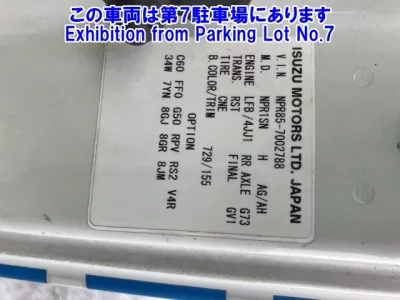 この車両は第7駐車場にあります
Exhibition from Parking Lot No.7
ISUZU MOTORS LTD. JAPAN
V.I.N. NPR85-7002788
M.D. NPR1SN H AG/AH
ENGINE LFB/4JJ1 RR AXLE G73
TRANS. RST FINAL GV1
TIRE CNE
B.COLOR/TRIM 729/155
OPTION
C60 FF0 G50 RPV RS2 V4R
34W 7YN 8GJ 8GR 8JM